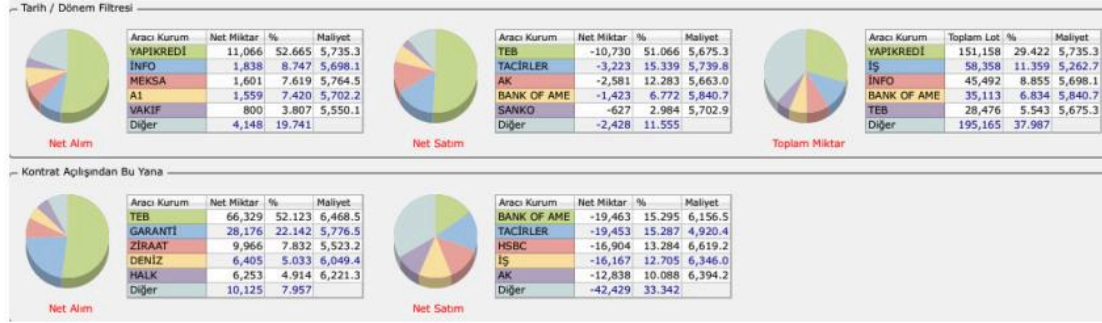 Tarih / Dönem Filtresi
Aracı Kurum Net Miktar % Maliyet
YAPIKREDİ 11,066 52.665 5,735.3
İNFO 1,838 8.747 5,698.1
MEKSA 1,601 7.619 5,764.5
A1 1,559 7.420 5,702.2
VAKIF 800 3.807 5,550.1
Diğer 4,148 19.741
Net Alım
Aracı Kurum Net Miktar % Maliyet
TEB -10,730 51.066 5,675.3
TACİRLER -3,223 15.339 5,739.8
AK -2,581 12.283 5,663.0
BANK OF AME -1,423 6.772 5,840.7
SANKO -627 2.984 5,702.9
Diğer -2,428 11.555
Net Satım
Aracı Kurum Toplam Lot % Maliyet
YAPIKREDİ 151,158 29.422 5,735.3
İŞ 58,358 11.359 5,262.7
İNFO 45,492 8.855 5,698.1
BANK OF AME 35,113 6.834 5,840.7
TEB 28,476 5.543 5,675.3
Diğer 195,165 37.987
Toplam Miktar
Kontrat Açılışından Bu Yana
Aracı Kurum Net Miktar % Maliyet
TEB 66,329 52.123 6,468.5
GARANTİ 28,176 22.142 5,776.5
ZİRAAT 9,966 7.832 5,523.2
DENİZ 6,405 5.033 6,049.4
HALK 6,253 4.914 6,221.3
Diğer 10,125 7.957
Net Alım
Aracı Kurum Net Miktar % Maliyet
BANK OF AME -19,463 15.295 6,156.5
TACİRLER -19,453 15.287 4,920.4
HSBC -16,904 13.284 6,619.2
İŞ -16,167 12.705 6,346.0
AK -12,838 10.088 6,394.2
Diğer -42,429 33.342
Net Satım